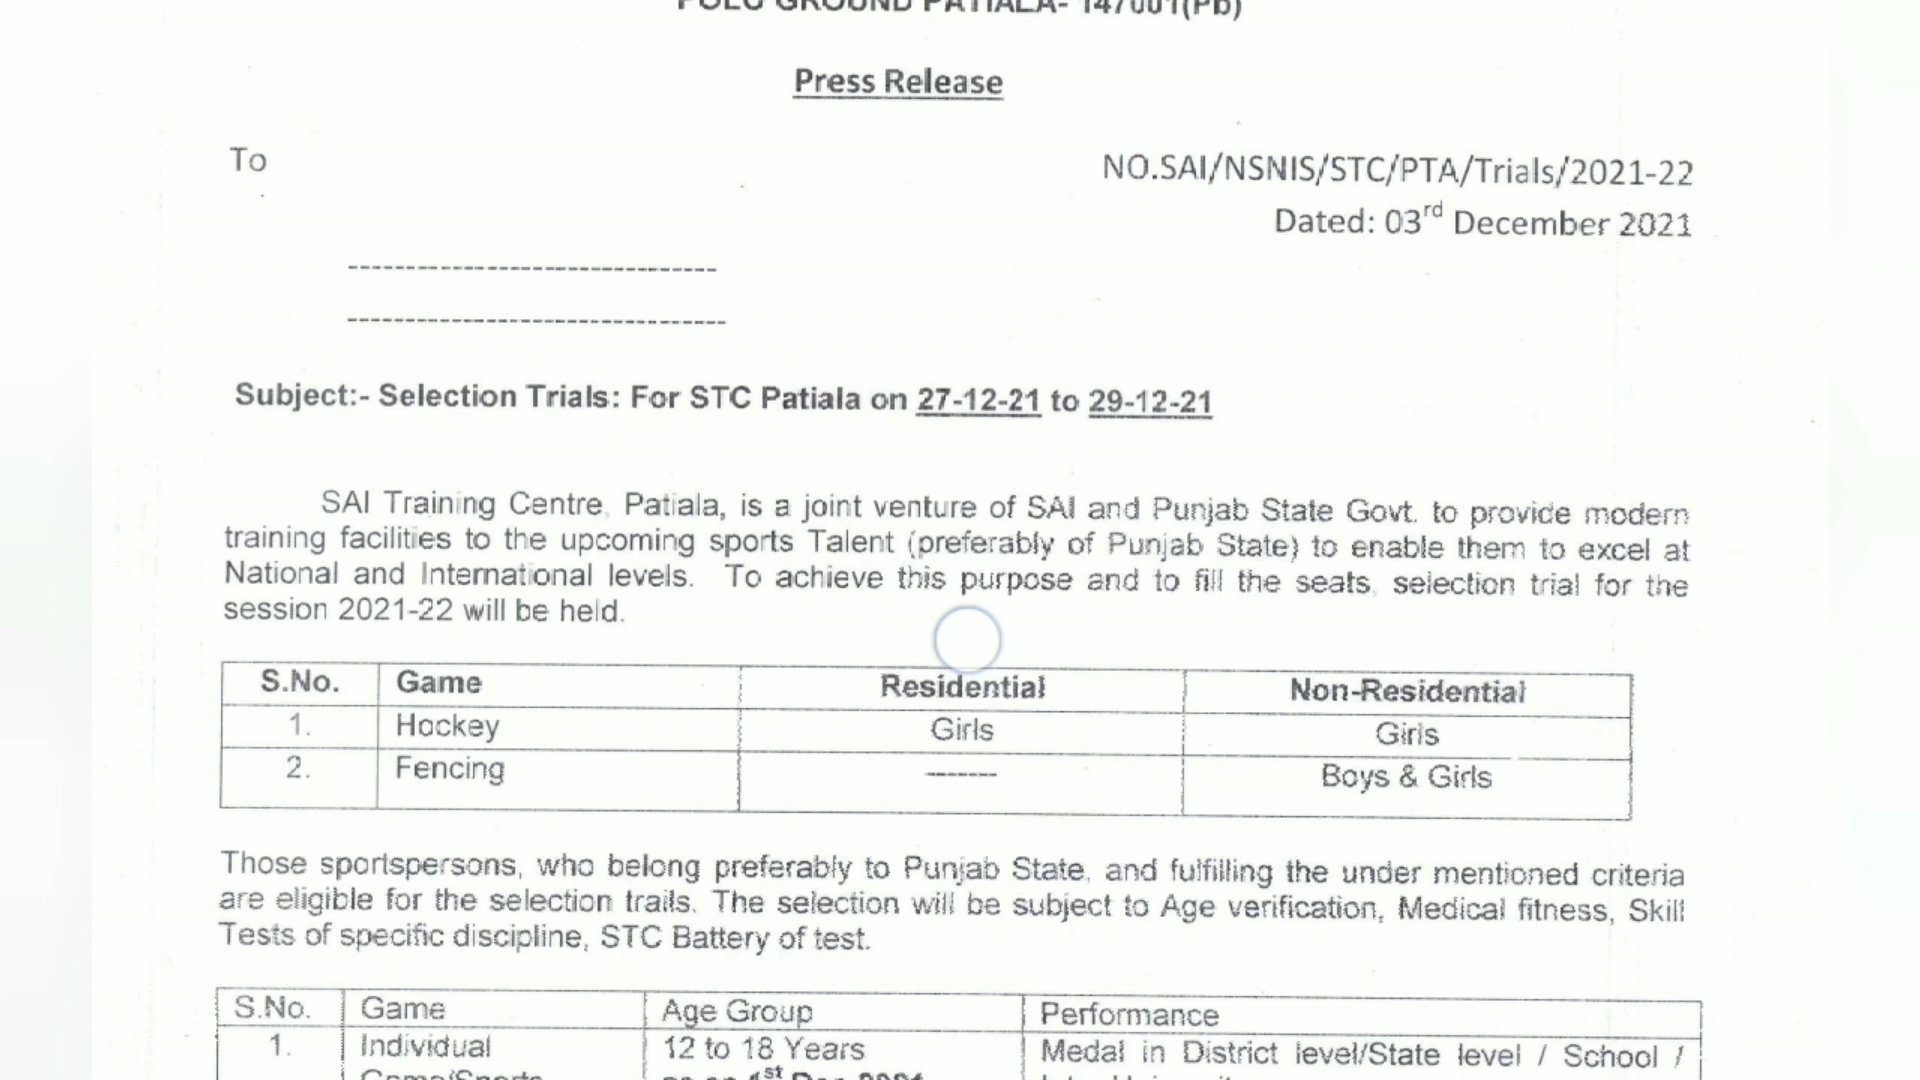 POLO GROUND PATIALA- 147001(Pb)
Press Release
To
NO.SAI/NSNIS/STC/PTA/Trials/2021-22
Dated: 03rd December 2021
-------------------------------
--------------------------------
Subject:- Selection Trials: For STC Patiala on 27-12-21 to 29-12-21
SAI Training Centre, Patiala, is a joint venture of SAI and Punjab State Govt. to provide modern
training facilities to the upcoming sports Talent (preferably of Punjab State) to enable them to excel at
National and International levels. To achieve this purpose and to fill the seats, selection trial for the
session 2021-22 will be held.
S.No. Game Residential Non-Residential
1. Hockey Girls Girls
2. Fencing ------- Boys & Girls
Those sportspersons, who belong preferably to Punjab State, and fulfilling the under mentioned criteria
are eligible for the selection trails. The selection will be subject to Age verification, Medical fitness, Skill
Tests of specific discipline, STC Battery of test.
S.No. Game Age Group Performance
1. Individual 12 to 18 Years Medal in District level/State level / School /